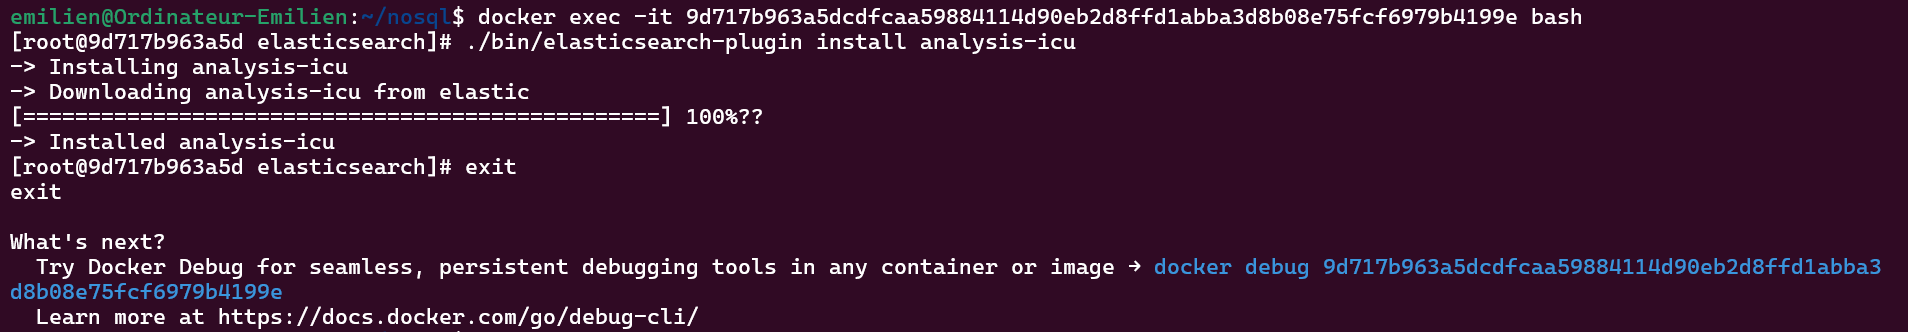 emilien@Ordinateur-Emilien:~/nosql$ docker exec -it 9d717b963a5dcdfcaa59884114d90eb2d8ffd1abba3d8b08e75fcf6979b4199e bash
[root@9d717b963a5d elasticsearch]# ./bin/elasticsearch-plugin install analysis-icu
-> Installing analysis-icu
-> Downloading analysis-icu from elastic
[=================================================] 100%??
-> Installed analysis-icu
[root@9d717b963a5d elasticsearch]# exit
exit
What's next?
Try Docker Debug for seamless, persistent debugging tools in any container or image → docker debug 9d717b963a5dcdfcaa59884114d90eb2d8ffd1abba3
d8b08e75fcf6979b4199e
Learn more at https://docs.docker.com/go/debug-cli/